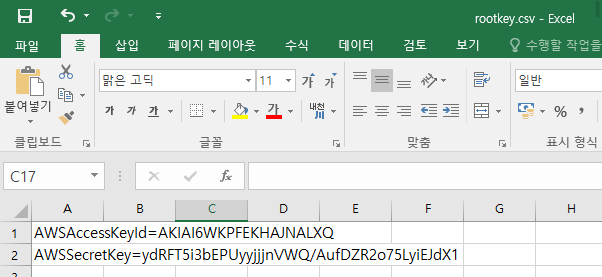 rootkey.csv - Excel
파일 홈 삽입 페이지 레이아웃 수식 데이터 검토 보기 수행할 작업을
붙여넣기
맑은 고딕 11 가 가 일반
가 가 가 가 내천 %
클립보드 글꼴 맞춤 표시 형식
C17 fx
A B C D E F G H
1 AWSAccessKeyId=AKIAI6WKPFEKHAJNALXQ
2 AWSSecretKey=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